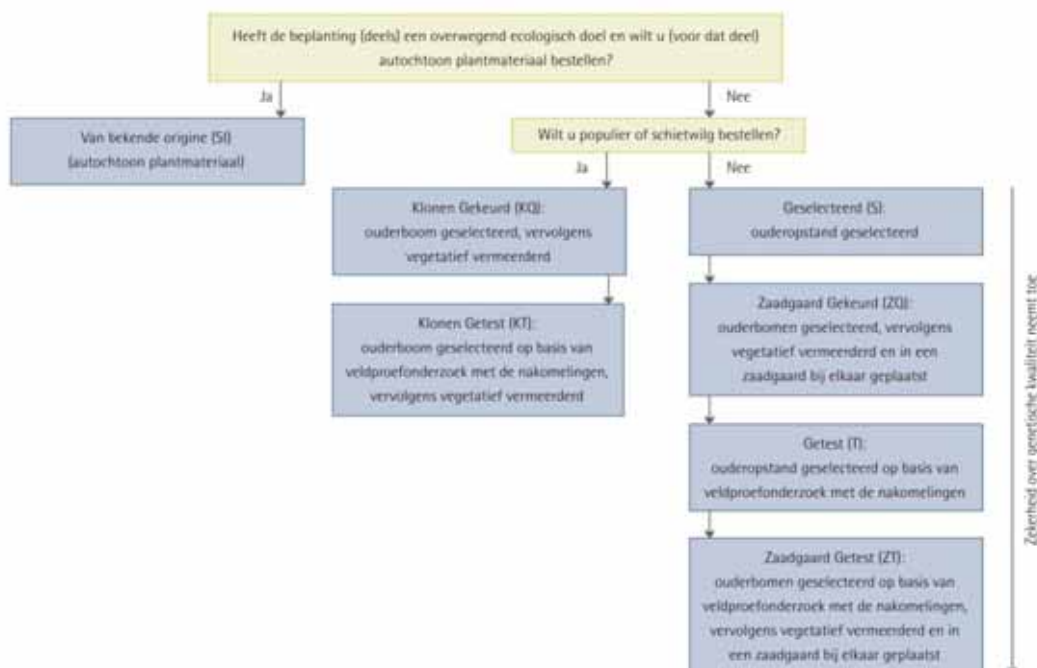 Heeft de beplanting (deels) een overwegend ecologisch doel en wilt u (voor dat deel)
autochtoon plantmateriaal bestellen?
Ja
Nee
Van bekende origine (SI)
(autochtoon plantmateriaal)
Wilt u populier of schietwilg bestellen?
Ja
Nee
Klonen Gekeurd (KQ):
ouderboom geselecteerd, vervolgens
vegetatief vermeerderd
Klonen Getest (KT):
ouderboom geselecteerd op basis van
veldproefonderzoek met de nakomelingen,
vervolgens vegetatief vermeerderd
Geselecteerd (S):
ouderopstand geselecteerd
Zaadgaard Gekeurd (ZQ):
ouderbomen geselecteerd, vervolgens
vegetatief vermeerderd en in een
zaadgaard bij elkaar geplaatst
Getest (T):
ouderopstand geselecteerd op basis van
veldproefonderzoek met de nakomelingen
Zaadgaard Getest (ZT):
ouderbomen geselecteerd op basis van
veldproefonderzoek met de nakomelingen,
vervolgens vegetatief vermeerderd en in
een zaadgaard bij elkaar geplaatst
Zekerheid over genetische kwaliteit neemt toe